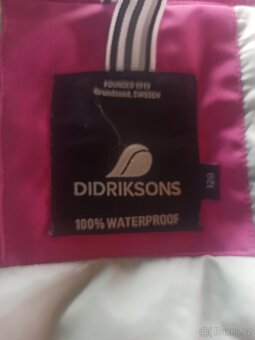 FOUNDED 1913
Grundsund, SWEDEN
DIDRIKSONS
100% WATERPROOF
120